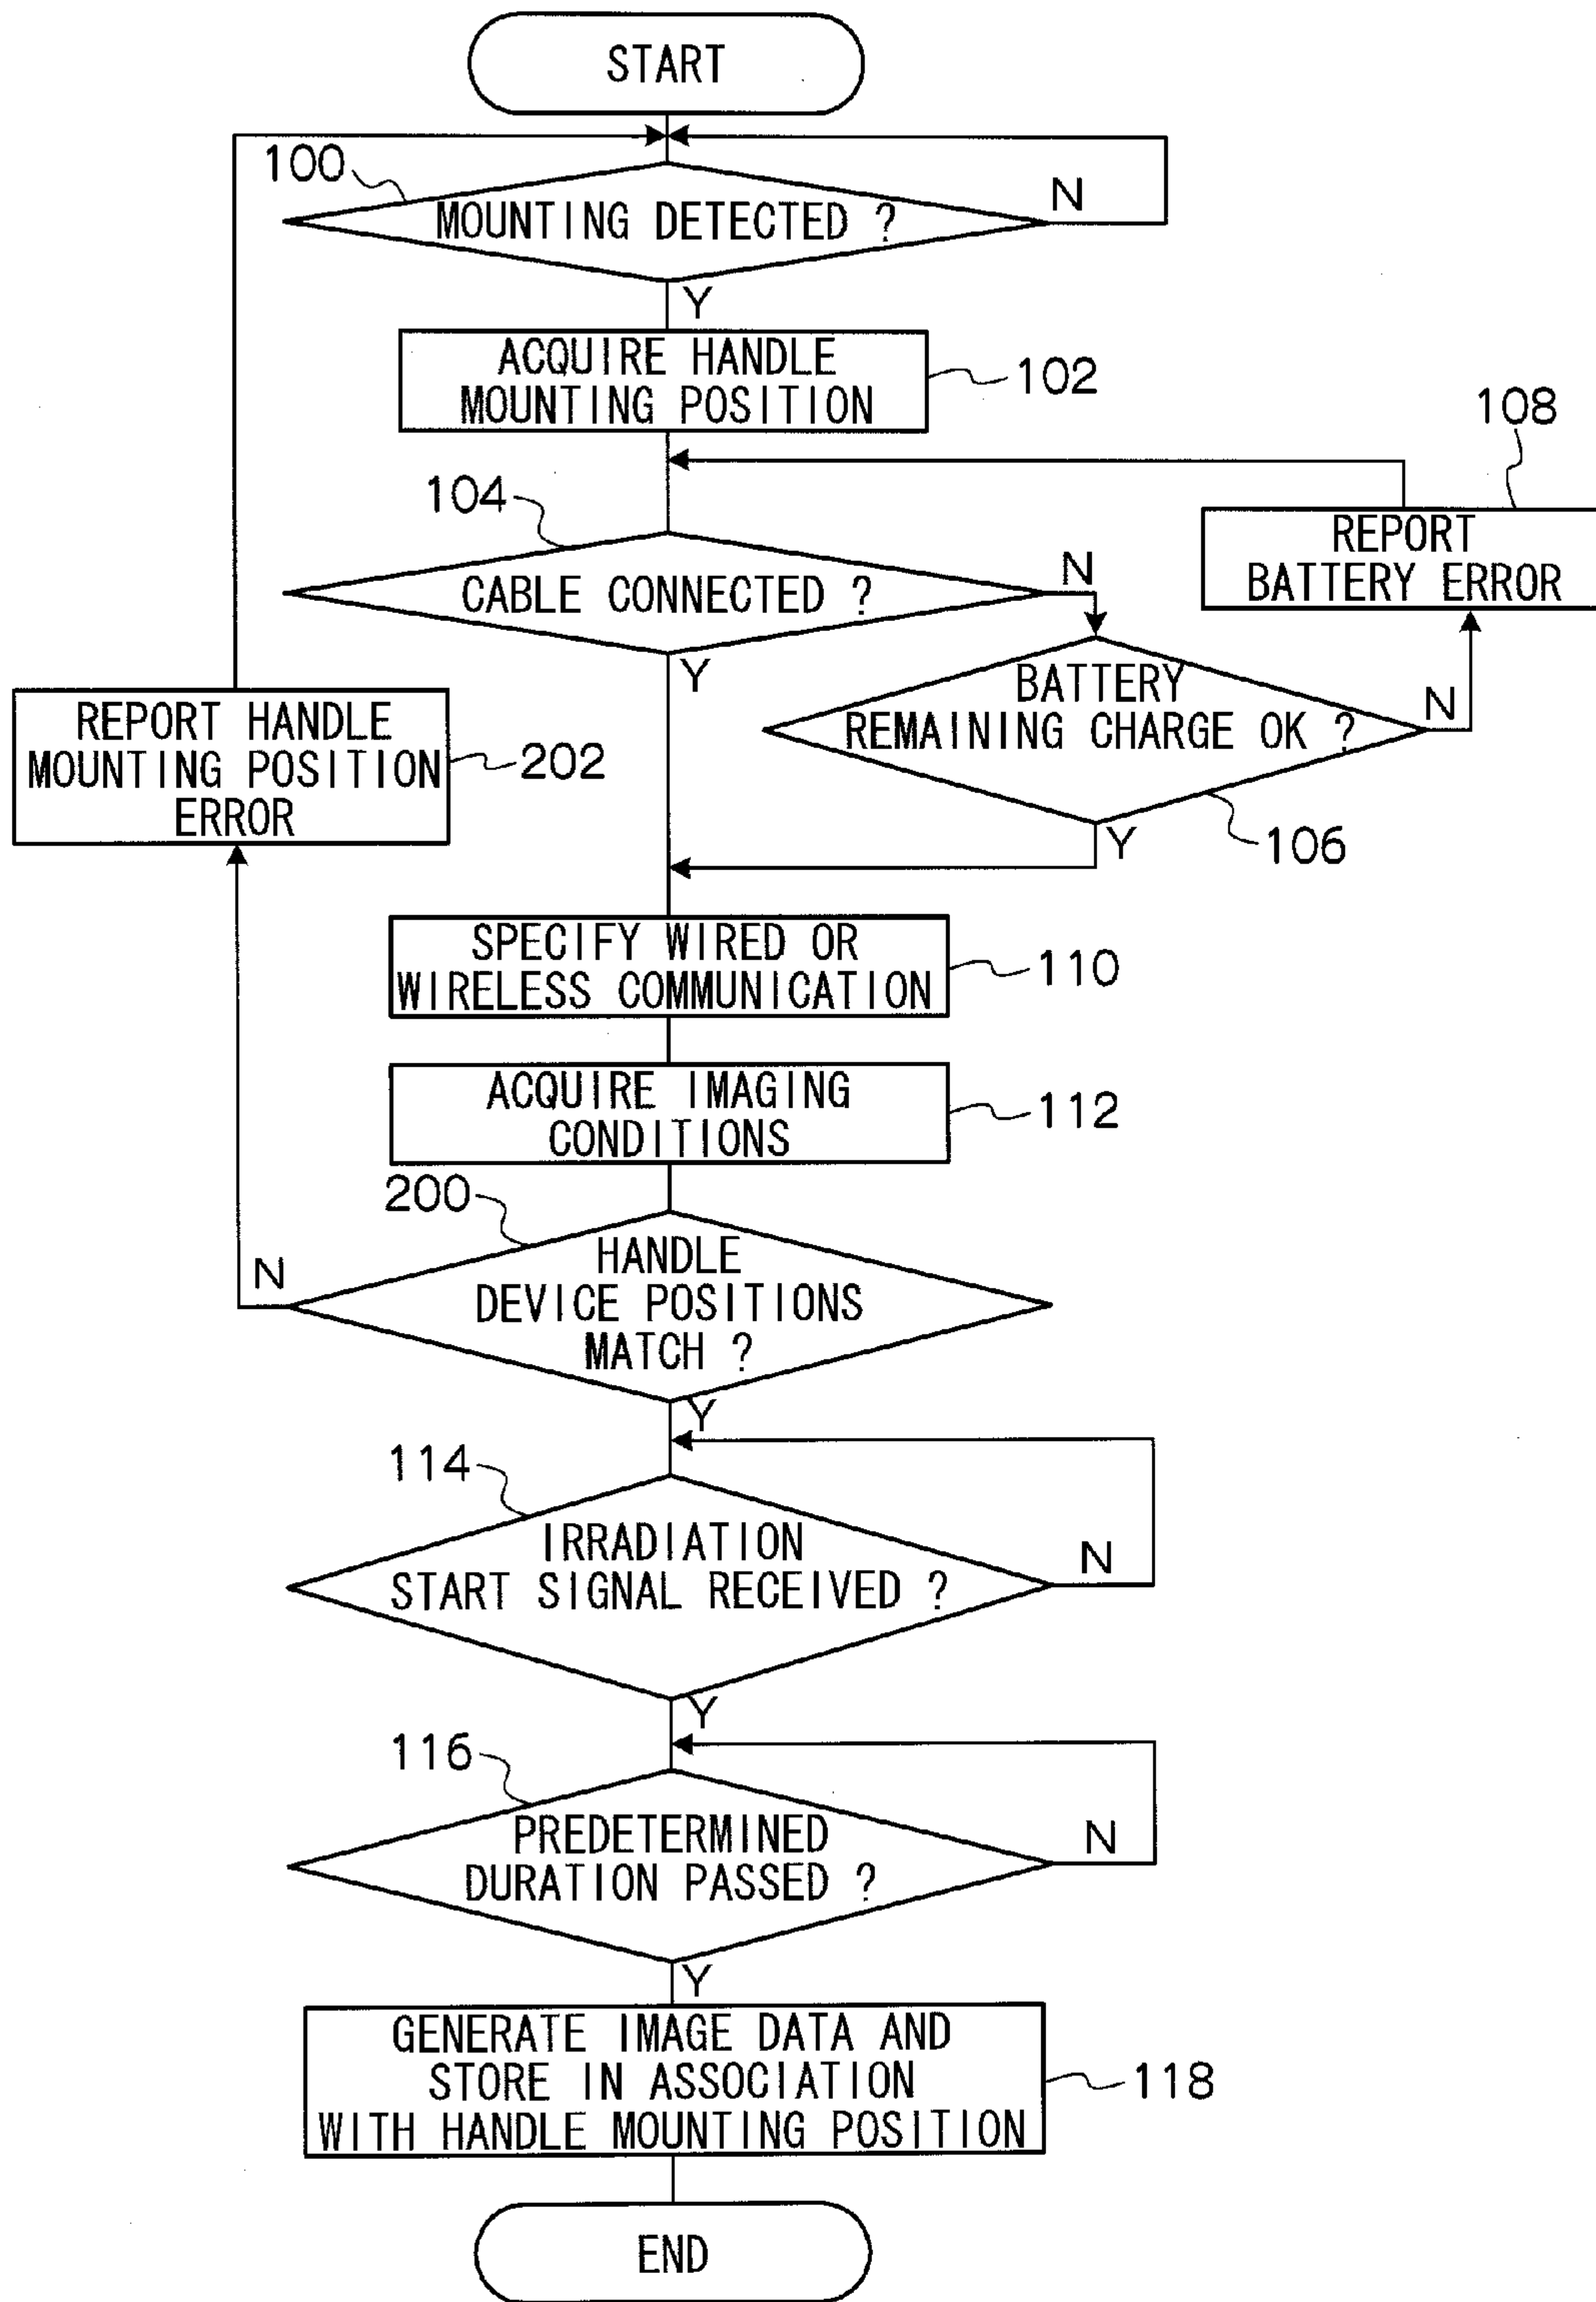 START
100
MOUNTING DETECTED ?
N
Y
ACQUIRE HANDLE
MOUNTING POSITION
102
108
104
REPORT
BATTERY ERROR
CABLE CONNECTED ?
N
Y
BATTERY
REMAINING CHARGE OK ?
N
106
Y
REPORT HANDLE
MOUNTING POSITION
ERROR
202
SPECIFY WIRED OR
WIRELESS COMMUNICATION
110
ACQUIRE IMAGING
CONDITIONS
112
200
HANDLE
DEVICE POSITIONS
MATCH ?
N
Y
114
IRRADIATION
START SIGNAL RECEIVED ?
N
Y
116
PREDETERMINED
DURATION PASSED ?
N
Y
GENERATE IMAGE DATA AND
STORE IN ASSOCIATION
WITH HANDLE MOUNTING POSITION
118
END